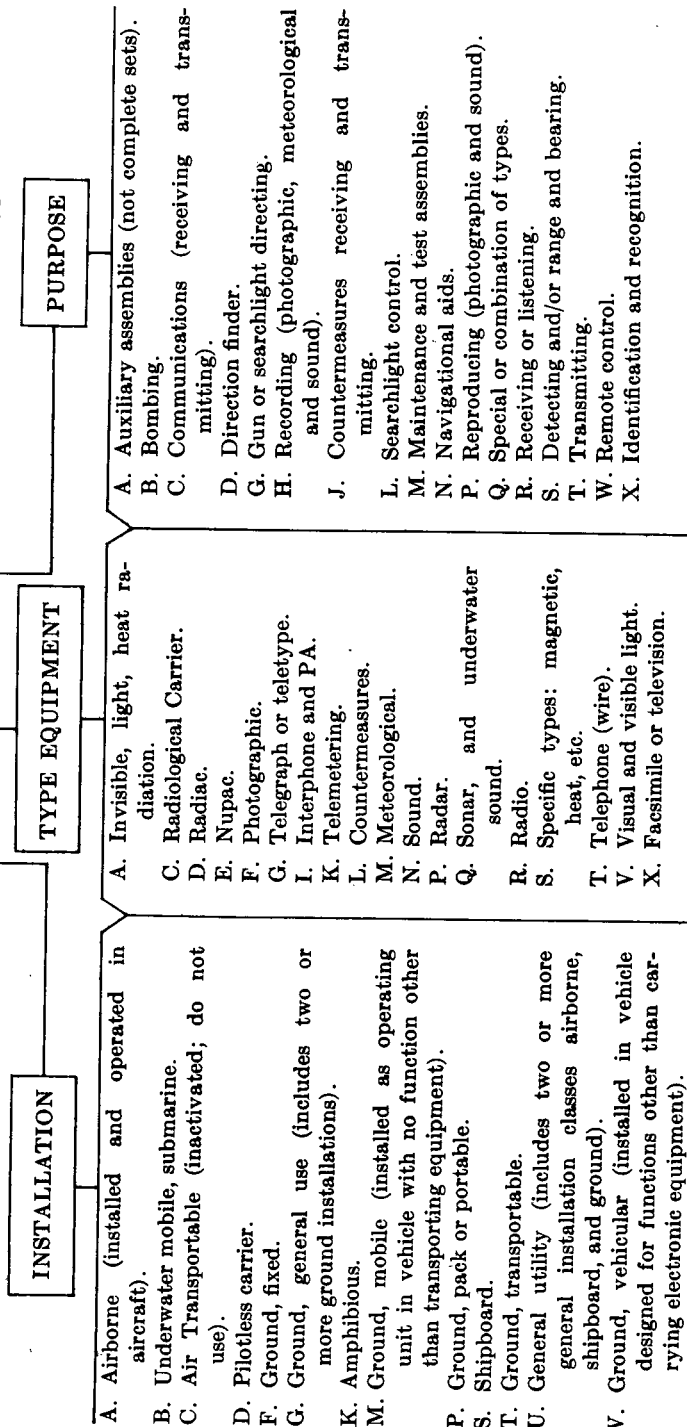 INSTALLATION
A. Airborne (installed and operated in
aircraft).
B. Underwater mobile, submarine.
C. Air Transportable (inactivated; do not
use).
D. Pilotless carrier.
F. Ground, fixed.
G. Ground, general use (includes two or
more ground installations).
K. Amphibious.
M. Ground, mobile (installed as operating
unit in vehicle with no function other
than transporting equipment).
P. Ground, pack or portable.
S. Shipboard.
T. Ground, transportable.
U. General utility (includes two or more
general installation classes airborne,
shipboard, and ground).
V. Ground, vehicular (installed in vehicle
designed for functions other than car-
rying electronic equipment).
TYPE EQUIPMENT
A. Invisible, light, heat ra-
diation.
C. Radiological Carrier.
D. Radiac.
E. Nupac.
F. Photographic.
G. Telegraph or teletype.
I. Interphone and PA.
K. Telemetering.
L. Countermeasures.
M. Meteorological.
N. Sound.
P. Radar.
Q. Sonar, and underwater
sound.
R. Radio.
S. Specific types: magnetic,
heat, etc.
T. Telephone (wire).
V. Visual and visible light.
X. Facsimile or television.
PURPOSE
A. Auxiliary assemblies (not complete sets).
B. Bombing.
C. Communications (receiving and trans-
mitting).
D. Direction finder.
G. Gun or searchlight directing.
H. Recording (photographic, meteorological
and sound).
J. Countermeasures receiving and trans-
mitting.
L. Searchlight control.
M. Maintenance and test assemblies.
N. Navigational aids.
P. Reproducing (photographic and sound).
Q. Special or combination of types.
R. Receiving or listening.
S. Detecting and/or range and bearing.
T. Transmitting.
W. Remote control.
X. Identification and recognition.